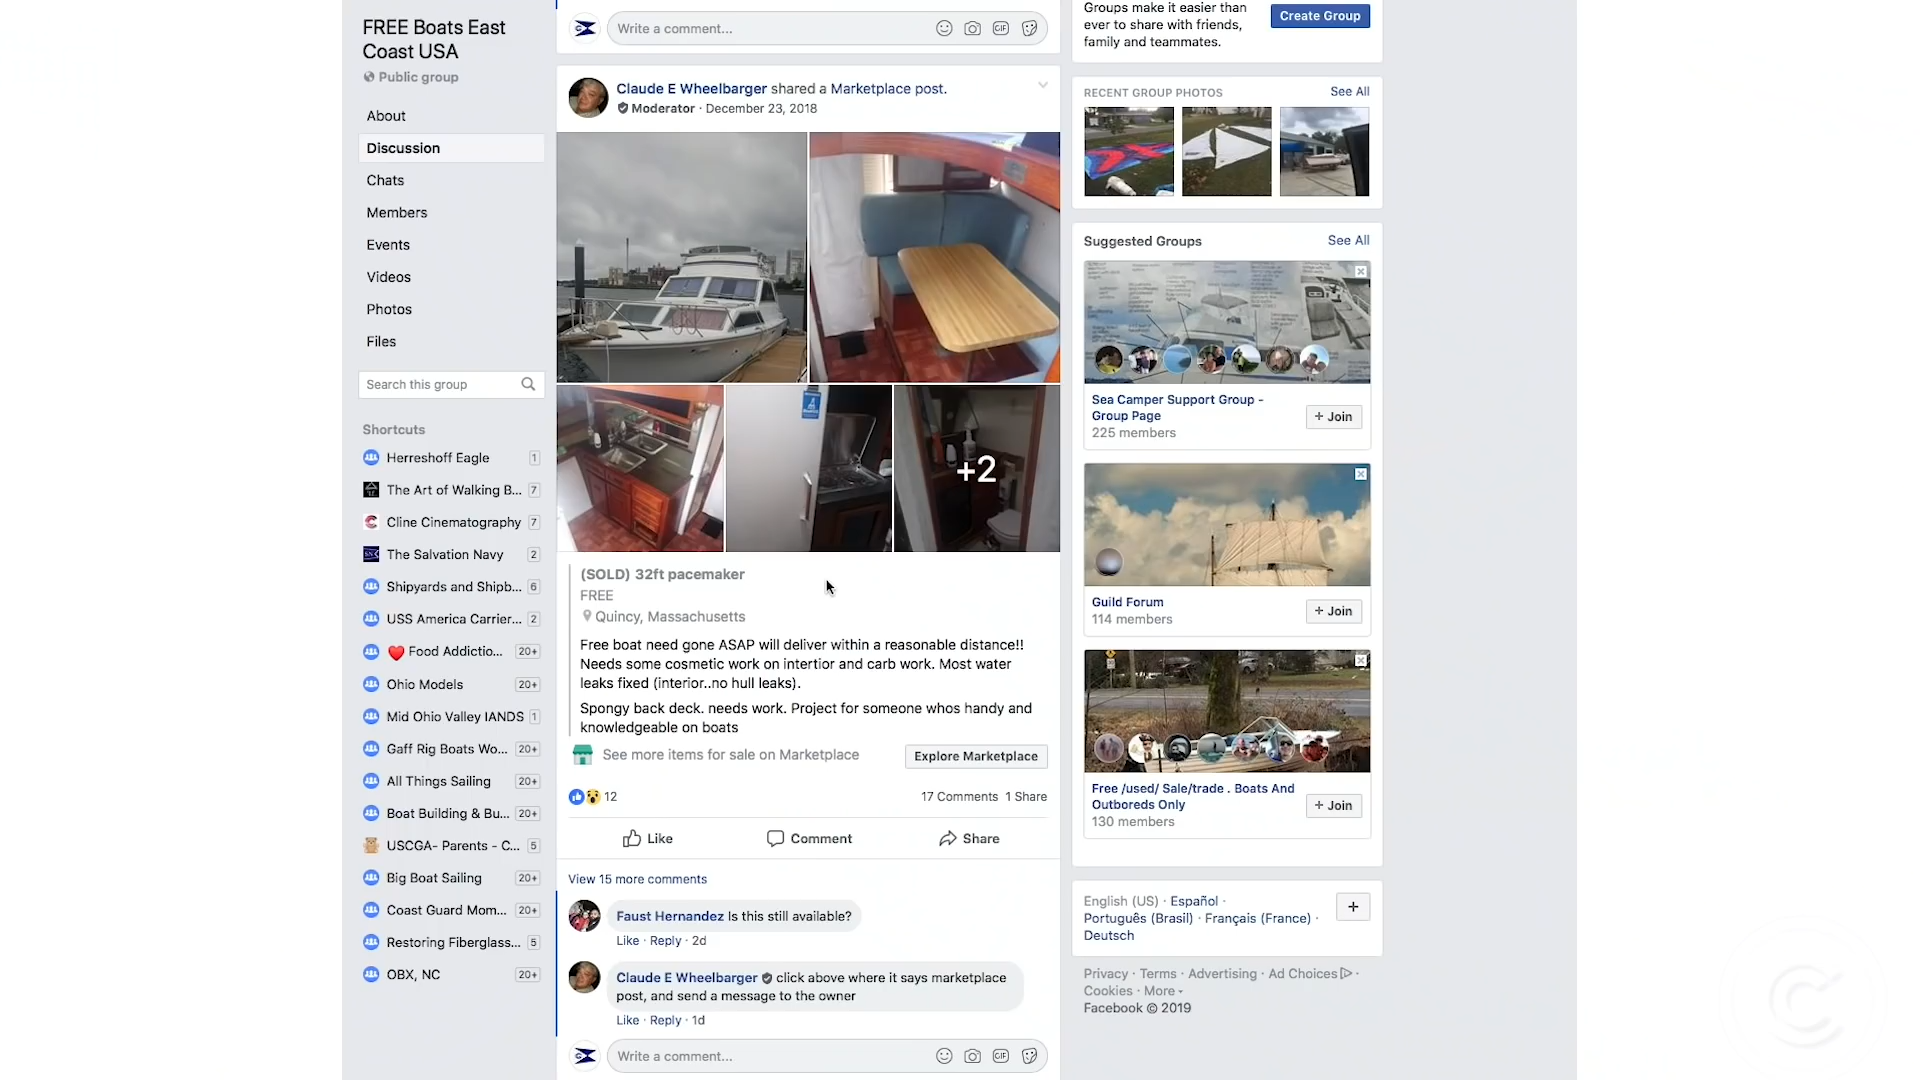 FREE Boats East
Coast USA
Public group
About
Discussion
Chats
Members
Events
Videos
Photos
Files
Search this group
Shortcuts
Herreshoff Eagle 1
The Art of Walking B... 7
Cline Cinematography 7
The Salvation Navy 2
Shipyards and Shipb... 6
USS America Carrier... 2
Food Addictio... 20+
Ohio Models 20+
Mid Ohio Valley IANDS 1
Gaff Rig Boats Wo... 20+
All Things Sailing 20+
Boat Building & Bu... 20+
USCGA- Parents - C... 5
Big Boat Sailing 20+
Coast Guard Mom... 20+
Restoring Fiberglass... 5
OBX, NC 20+
Write a comment...
GIF
Claude E Wheelbarger shared a Marketplace post.
Moderator · December 23, 2018
+2
(SOLD) 32ft pacemaker
FREE
Quincy, Massachusetts
Free boat need gone ASAP will deliver within a reasonable distance!!
Needs some cosmetic work on intertior and carb work. Most water
leaks fixed (interior..no hull leaks).
Spongy back deck. needs work. Project for someone whos handy and
knowledgeable on boats
See more items for sale on Marketplace
Explore Marketplace
12
17 Comments 1 Share
Like
Comment
Share
View 15 more comments
Faust Hernandez Is this still available?
Like · Reply · 2d
Claude E Wheelbarger click above where it says marketplace
post, and send a message to the owner
Like · Reply · 1d
Write a comment...
GIF
Groups make it easier than
ever to share with friends,
family and teammates.
Create Group
RECENT GROUP PHOTOS
See All
Suggested Groups
See All
Sea Camper Support Group -
Group Page
225 members
+ Join
Guild Forum
114 members
+ Join
Free /used/ Sale/trade . Boats And
Outboreds Only
130 members
+ Join
English (US) · Español ·
Português (Brasil) · Français (France) ·
Deutsch
+
Privacy · Terms · Advertising · Ad Choices ·
Cookies · More
Facebook © 2019